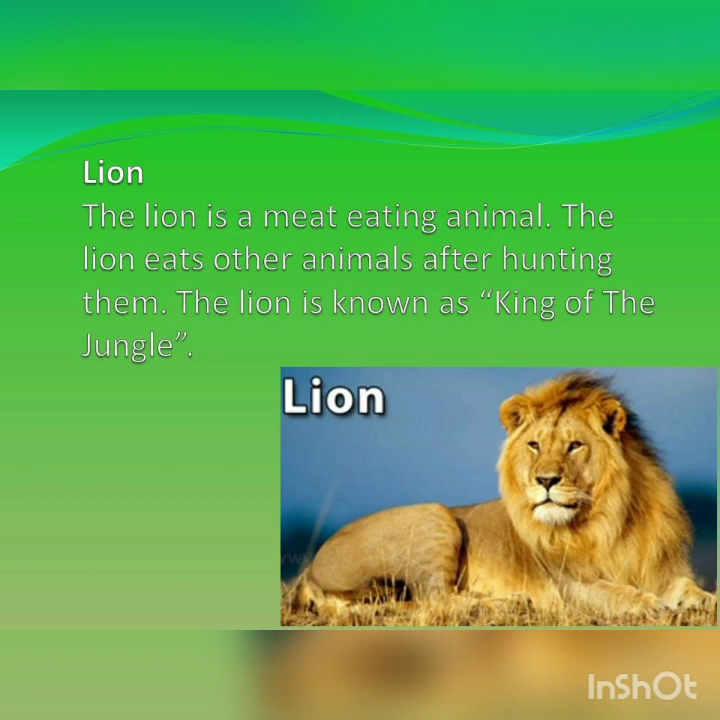 Lion
The lion is a meat eating animal. The
lion eats other animals after hunting
them. The lion is known as “King of The
Jungle”.
Lion
InShOt